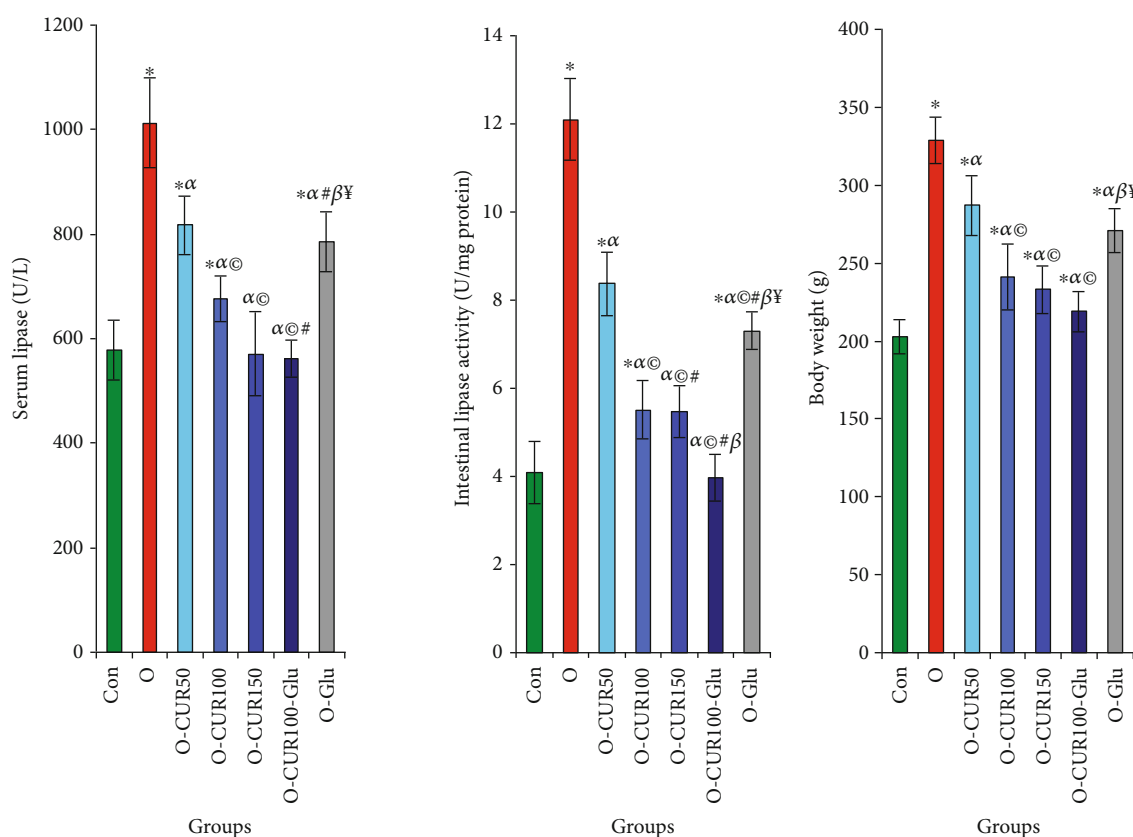 Serum lipase (U/L)
1200
1000
800
600
400
200
0
*
*α
*α©
α©
α©#
*α#β¥
Con
O
O-CUR50
O-CUR100
O-CUR150
O-CUR100-Glu
O-Glu
Groups
Intestinal lipase activity (U/mg protein)
14
12
10
8
6
4
2
0
*
*α
*α©
α©#
α©#β
*α©#β¥
Con
O
O-CUR50
O-CUR100
O-CUR150
O-CUR100-Glu
O-Glu
Groups
Body weight (g)
400
350
300
250
200
150
100
50
0
*
*α
*α©
*α©
*α©
*αβ¥
Con
O
O-CUR50
O-CUR100
O-CUR150
O-CUR100-Glu
O-Glu
Groups